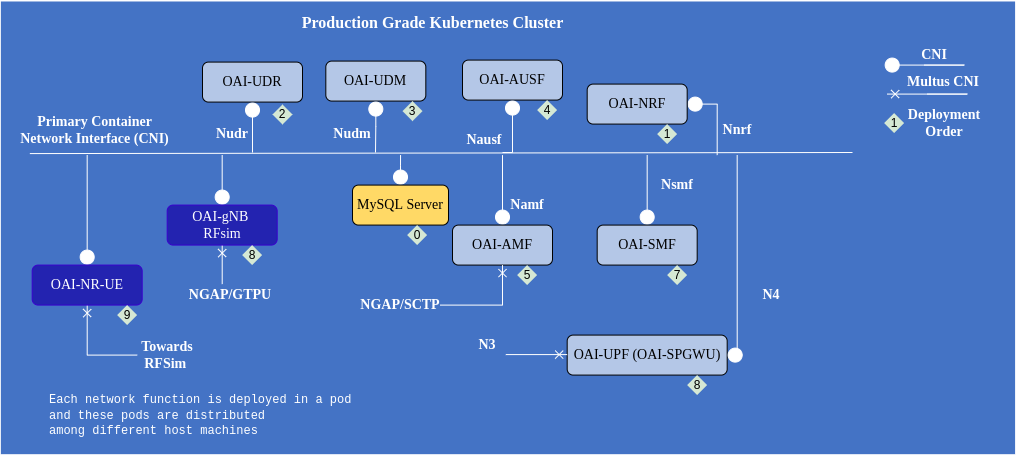 Production Grade Kubernetes Cluster
CNI
Multus CNI
1
Deployment
Order
OAI-UDR
2
Nudr
OAI-UDM
3
Nudm
OAI-AUSF
4
Nausf
OAI-NRF
1
Nnrf
Primary Container
Network Interface (CNI)
OAI-gNB
RFsim
8
NGAP/GTPU
MySQL Server
0
Namf
OAI-AMF
5
NGAP/SCTP
Nsmf
OAI-SMF
7
OAI-NR-UE
9
Towards
RFSim
N4
N3
OAI-UPF (OAI-SPGWU)
8
Each network function is deployed in a pod
and these pods are distributed
among different host machines